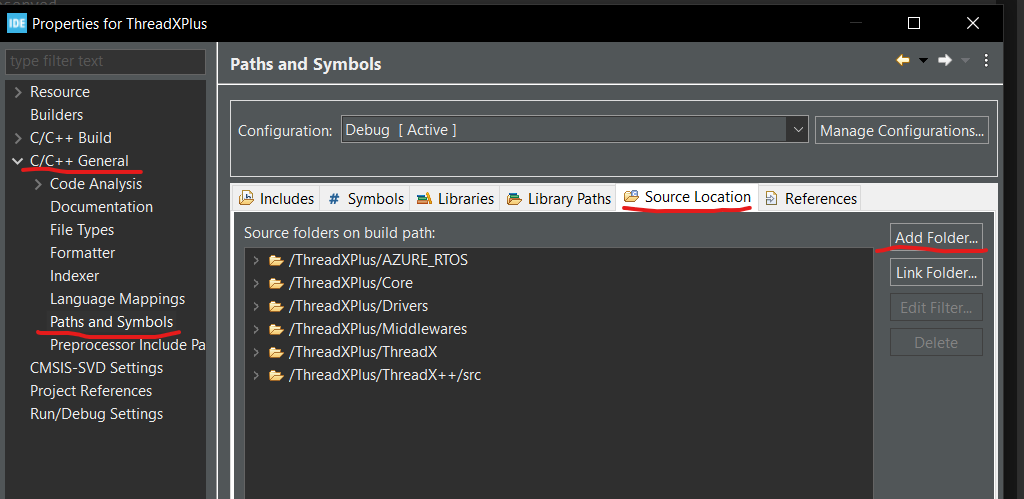 IDE Properties for ThreadXPlus
type filter text
Resource
Builders
C/C++ Build
C/C++ General
Code Analysis
Documentation
File Types
Formatter
Indexer
Language Mappings
Paths and Symbols
Preprocessor Include Pa
CMSIS-SVD Settings
Project References
Run/Debug Settings
Paths and Symbols
Configuration: Debug [ Active ] Manage Configurations...
Includes # Symbols Libraries Library Paths Source Location References
Source folders on build path:
/ThreadXPlus/AZURE_RTOS
/ThreadXPlus/Core
/ThreadXPlus/Drivers
/ThreadXPlus/Middlewares
/ThreadXPlus/ThreadX
/ThreadXPlus/ThreadX++/src
Add Folder...
Link Folder...
Edit Filter...
Delete